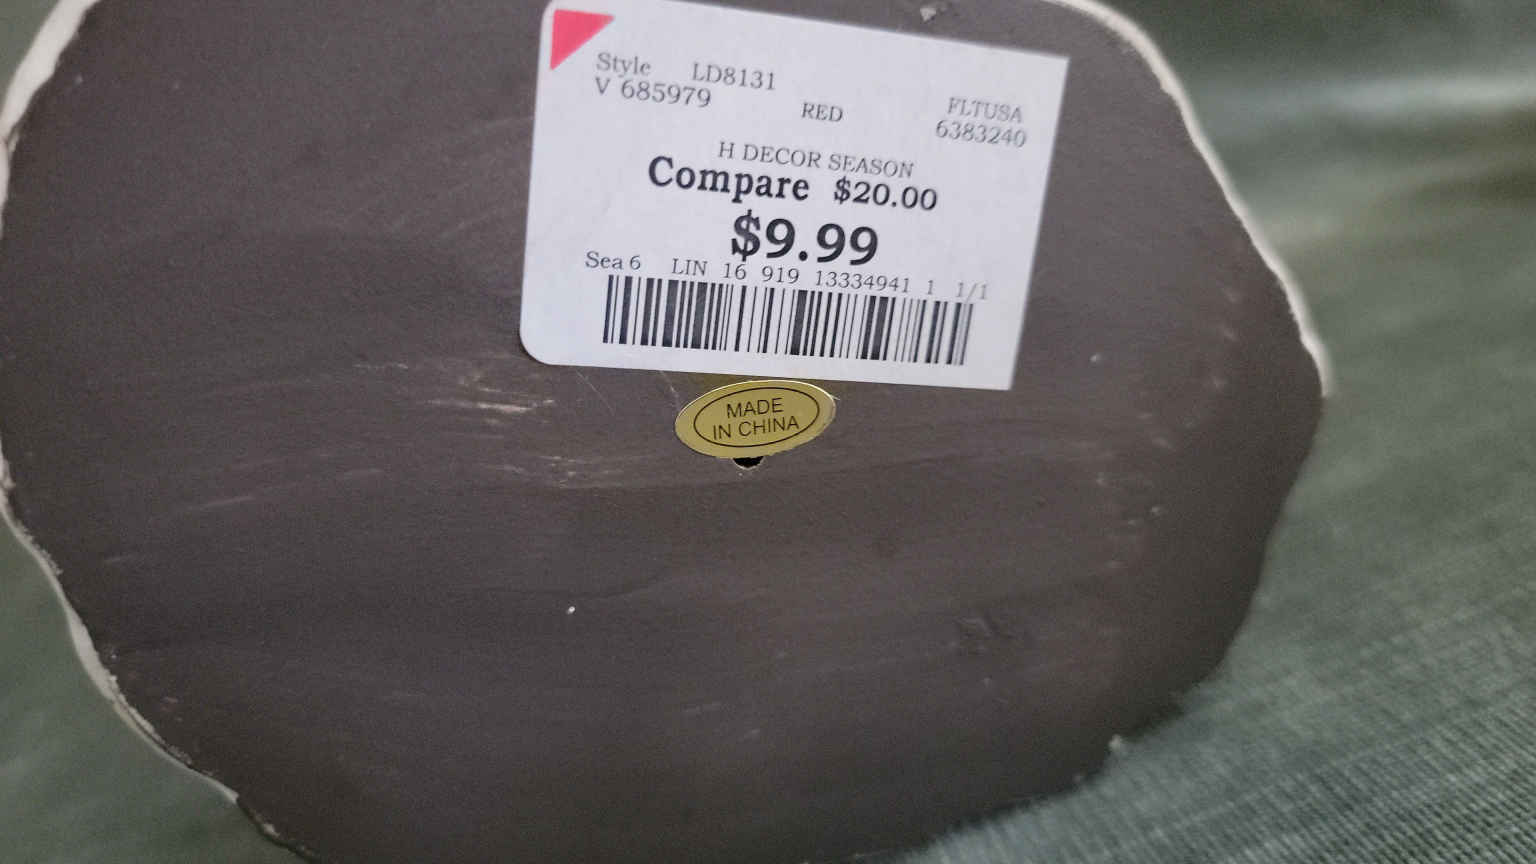 Style LD8131
V 685979 RED FLTUSA
6383240
H DECOR SEASON
Compare $20.00
$9.99
Sea 6 LIN 16 919 13334941 1 1/1
MADE
IN CHINA